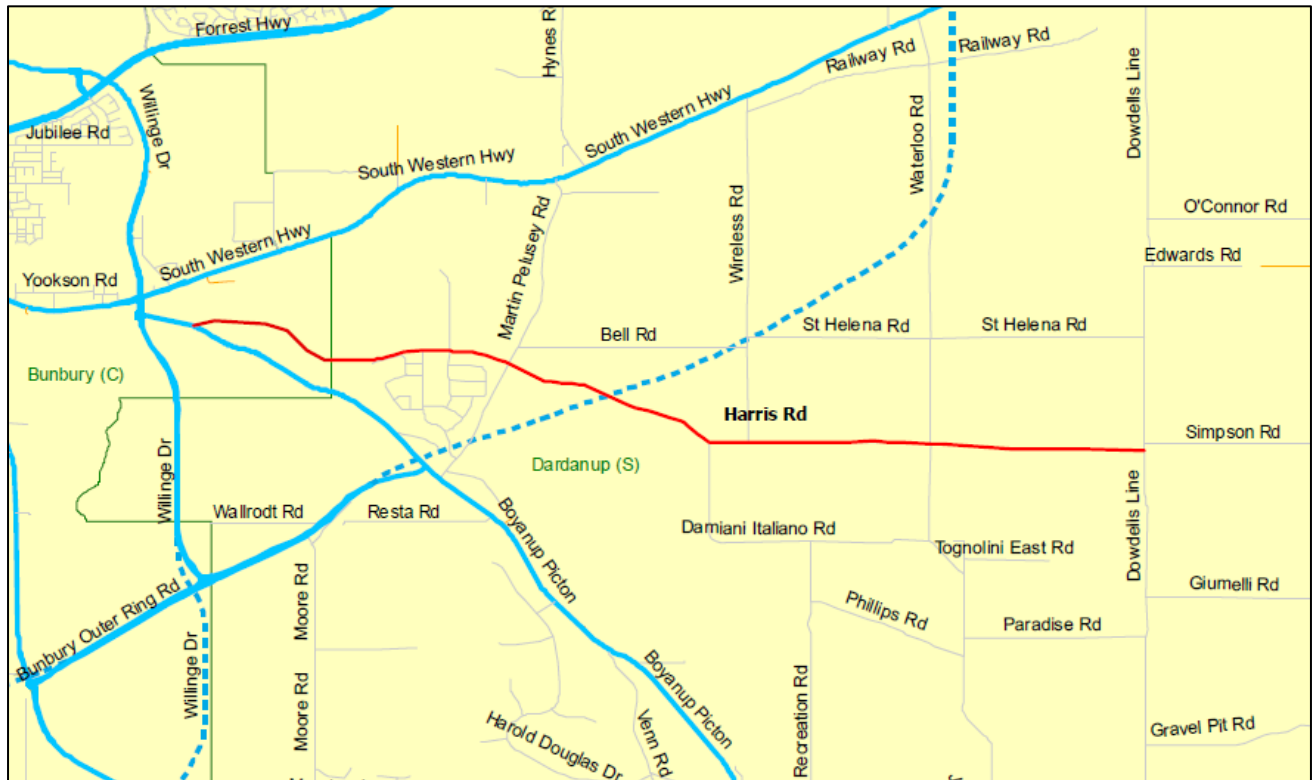 Forrest Hwy
Hynes R
Railway Rd
Railway Rd
Willinge Dr
Jubilee Rd
South Western Hwy
South Western Hwy
Waterloo Rd
Dowdells Line
O'Connor Rd
South Western Hwy
Martin Pelusey Rd
Wireless Rd
Edwards Rd
Yookson Rd
Bell Rd
St Helena Rd
St Helena Rd
Bunbury (C)
Harris Rd
Simpson Rd
Willinge Dr
Dardanup (S)
Wallrodt Rd
Resta Rd
Boyanup Picton
Damiani Italiano Rd
Tognolini East Rd
Dowdells Line
Bunbury Outer Ring Rd
Moore Rd
Giumelli Rd
Phillips Rd
Paradise Rd
Willinge Dr
Moore Rd
Boyanup Picton
Venn Rd
Recreation Rd
Harold Douglas Dr
Gravel Pit Rd